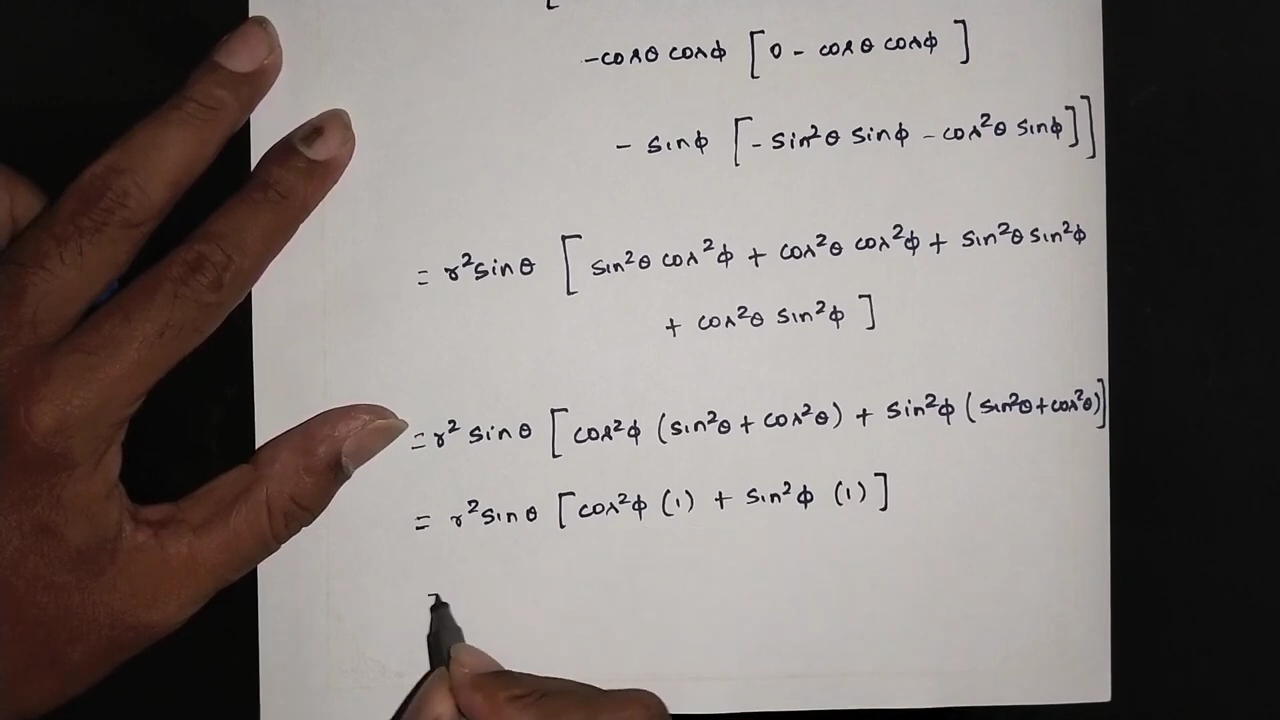 -cosθ cosφ [0 - cosθ cosφ]
- sinφ [- sin²θ sinφ - cos²θ sinφ]]
= r²sinθ [sin²θ cos²φ + cos²θ cos²φ + sin²θ sin²φ
+ cos²θ sin²φ]
= r² sinθ [cos²φ (sin²θ + cos²θ) + sin²φ (sin²θ+cos²θ)]
= r²sinθ [cos²φ (1) + sin²φ (1)]